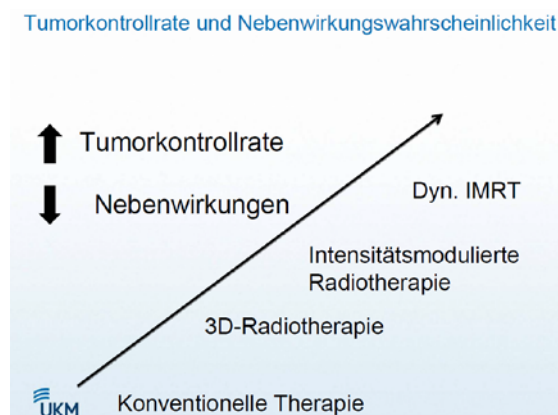 Tumorkontrollrate und Nebenwirkungswahrscheinlichkeit
Tumorkontrollrate
Nebenwirkungen
Dyn. IMRT
Intensitätsmodulierte
Radiotherapie
3D-Radiotherapie
Konventionelle Therapie
UKM